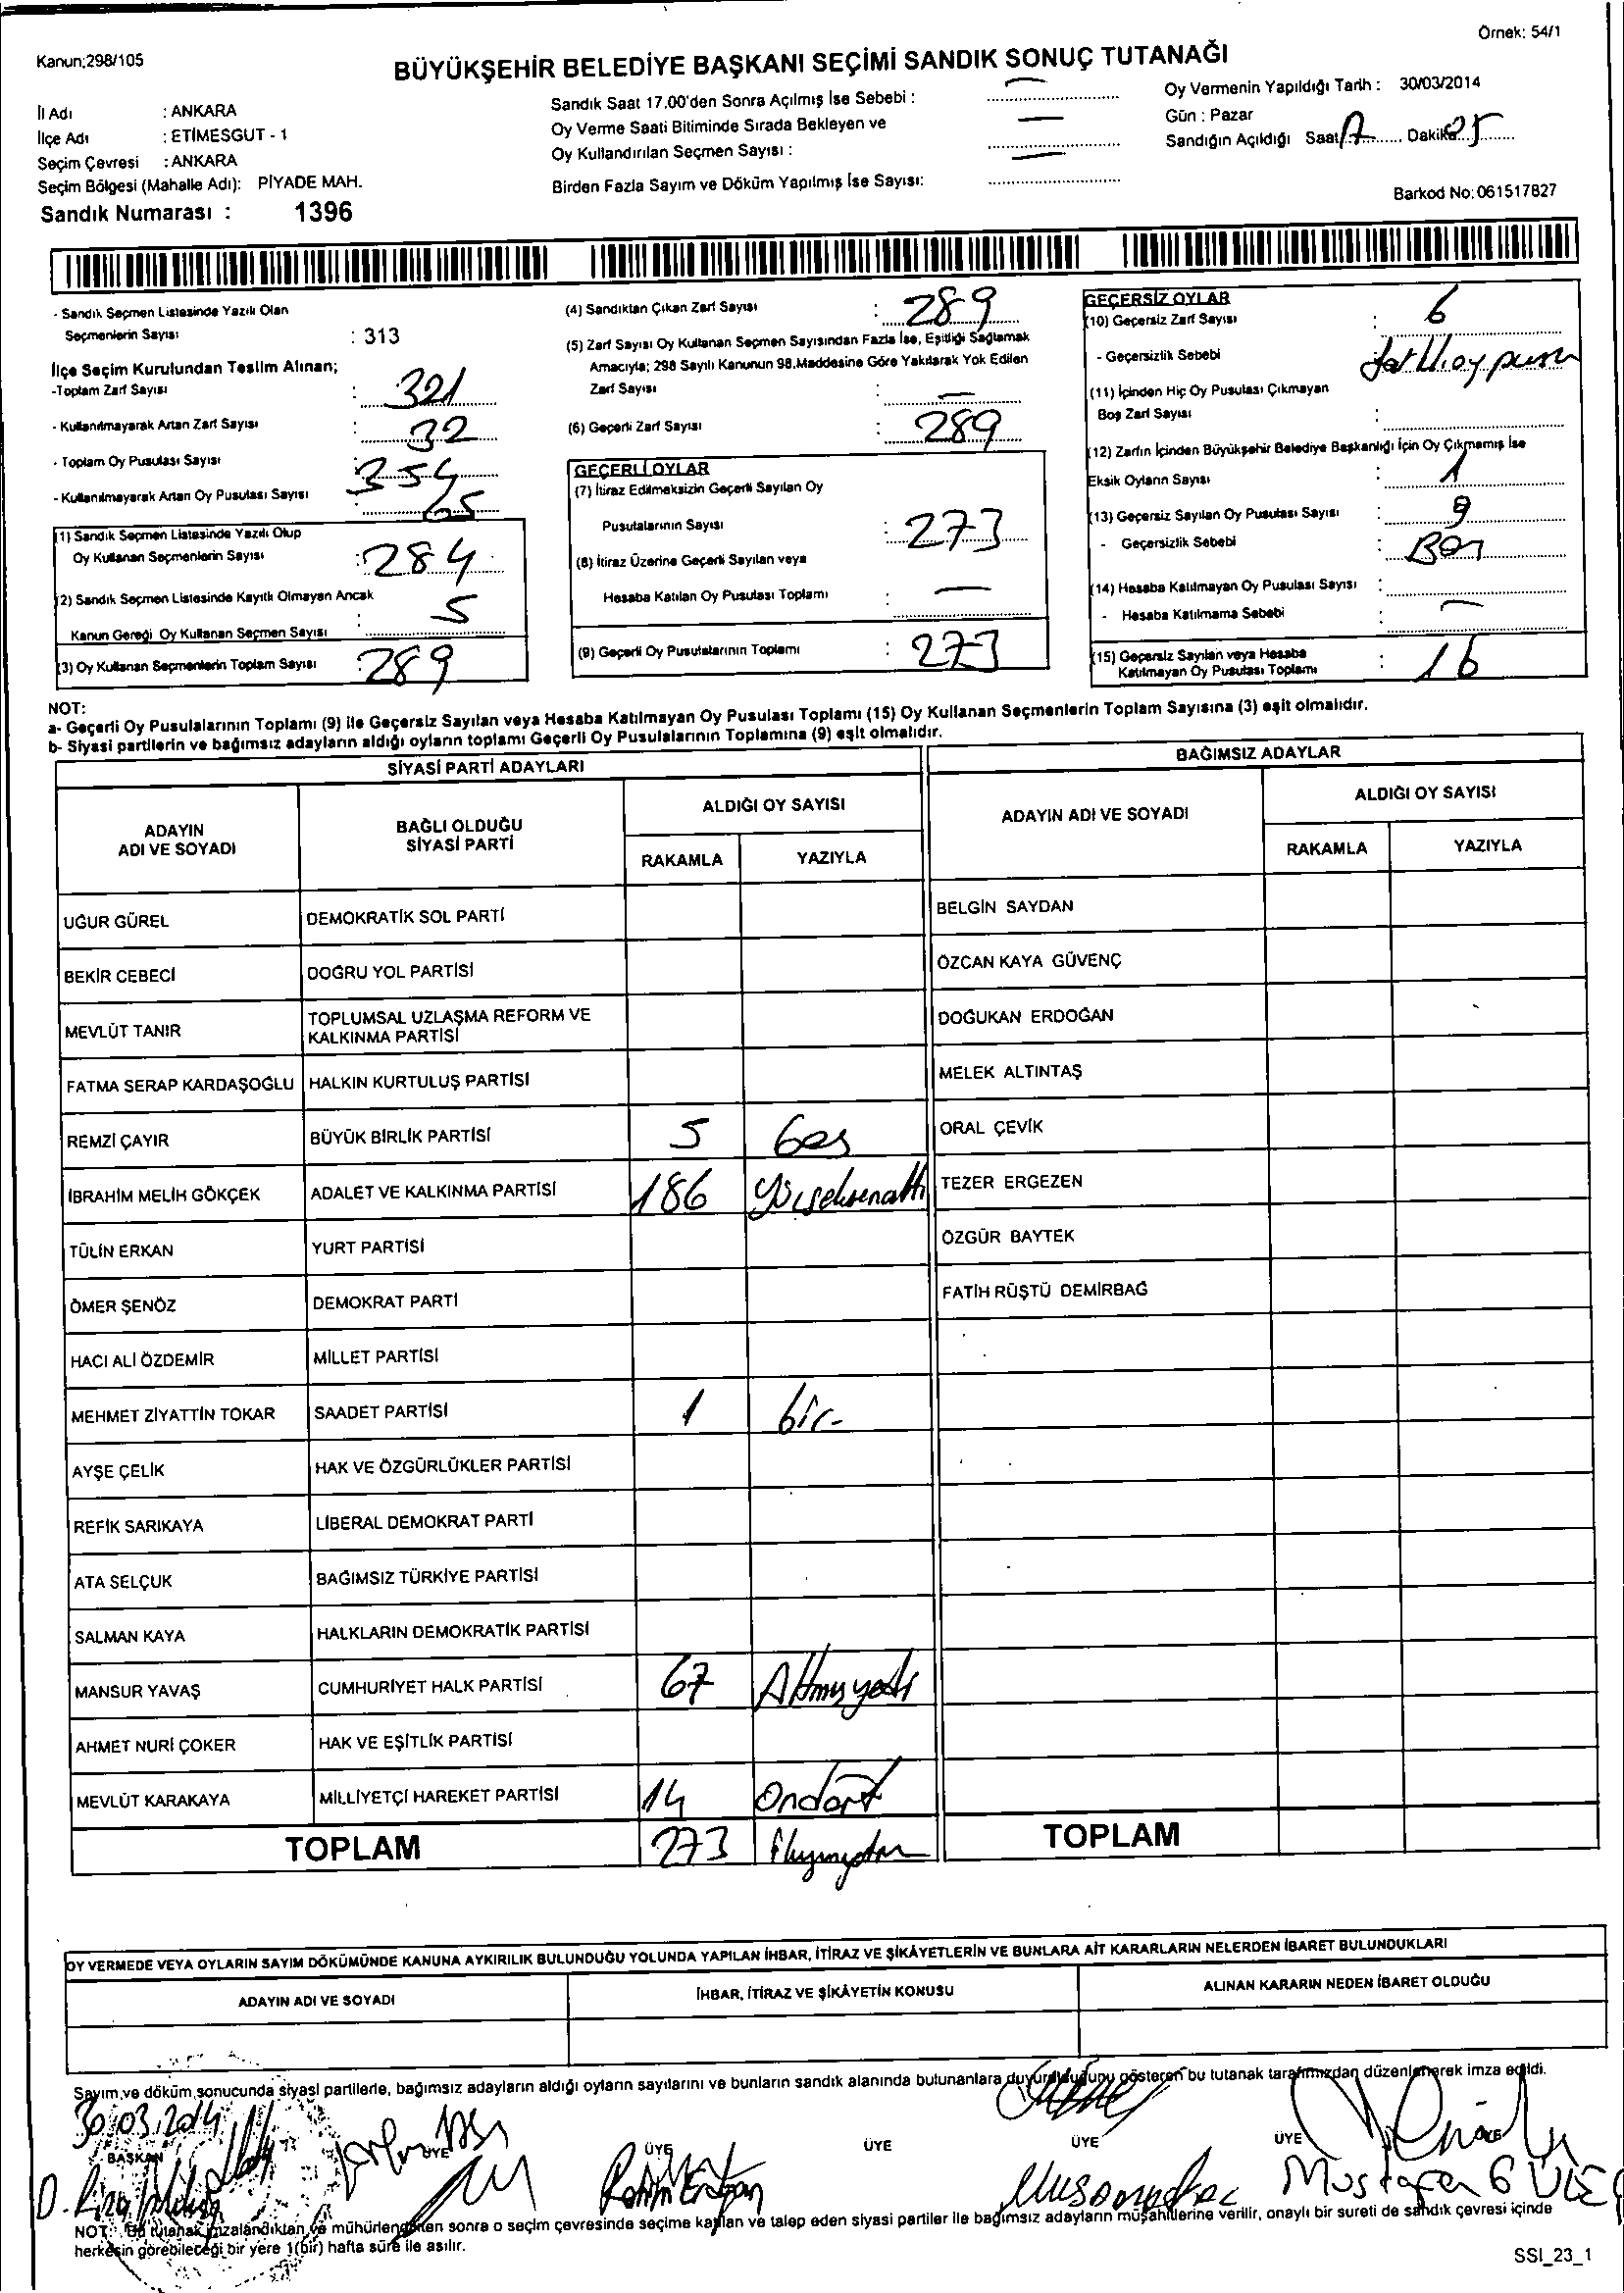 Örnek: 54/1
Kanun;298/105
BÜYÜKŞEHİR BELEDİYE BAŞKANI SEÇİMİ SANDIK SONUÇ TUTANAĞI
İl Adı : ANKARA
İlçe Adı : ETİMESGUT - 1
Seçim Çevresi : ANKARA
Seçim Bölgesi (Mahalle Adı): PİYADE MAH.
Sandık Numarası : 1396
Sandık Saat 17.00'den Sonra Açılmış İse Sebebi : —
Oy Verme Saati Bitiminde Sırada Bekleyen ve —
Oy Kullandırılan Seçmen Sayısı : —
Birden Fazla Sayım ve Döküm Yapılmış İse Sayısı:
Oy Vermenin Yapıldığı Tarih : 30/03/2014
Gün : Pazar
Sandığın Açıldığı Saat 17 Dakika 05
Barkod No: 061517827
- Sandık Seçmen Listesinde Yazılı Olan
Seçmenlerin Sayısı : 313
İlçe Seçim Kurulundan Teslim Alınan;
-Toplam Zarf Sayısı : 321
- Kullanılmayarak Artan Zarf Sayısı : 32
- Toplam Oy Pusulası Sayısı : 354
- Kullanılmayarak Artan Oy Pusulası Sayısı : 65
(1) Sandık Seçmen Listesinde Yazılı Olup
Oy Kullanan Seçmenlerin Sayısı : 284
(2) Sandık Seçmen Listesinde Kayıtlı Olmayan Ancak
Kanun Gereği Oy Kullanan Seçmen Sayısı : 5
(3) Oy Kullanan Seçmenlerin Toplam Sayısı : 289
(4) Sandıktan Çıkan Zarf Sayısı : 289
(5) Zarf Sayısı Oy Kullanan Seçmen Sayısından Fazla İse, Eşitliği Sağlamak
Amacıyla; 298 Sayılı Kanunun 98.Maddesine Göre Yakılarak Yok Edilen
Zarf Sayısı : —
(6) Geçerli Zarf Sayısı : 289
GEÇERLİ OYLAR
(7) İtiraz Edilmeksizin Geçerli Sayılan Oy
Pusulalarının Sayısı : 273
(8) İtiraz Üzerine Geçerli Sayılan veya
Hesaba Katılan Oy Pusulası Toplamı : —
(9) Geçerli Oy Pusulalarının Toplamı : 273
GEÇERSİZ OYLAR
(10) Geçersiz Zarf Sayısı : 6
- Geçersizlik Sebebi
(11) İçinden Hiç Oy Pusulası Çıkmayan
Boş Zarf Sayısı :
(12) Zarfın İçinden Büyükşehir Belediye Başkanlığı İçin Oy Çıkmamış İse
Eksik Oyların Sayısı : 1
(13) Geçersiz Sayılan Oy Pusulası Sayısı : 9
- Geçersizlik Sebebi :
(14) Hesaba Katılmayan Oy Pusulası Sayısı :
- Hesaba Katılmama Sebebi —
(15) Geçersiz Sayılan veya Hesaba
Katılmayan Oy Pusulası Toplamı : 16
NOT:
a- Geçerli Oy Pusulalarının Toplamı (9) ile Geçersiz Sayılan veya Hesaba Katılmayan Oy Pusulası Toplamı (15) Oy Kullanan Seçmenlerin Toplam Sayısına (3) eşit olmalıdır.
b- Siyasi partilerin ve bağımsız adayların aldığı oyların toplamı Geçerli Oy Pusulalarının Toplamına (9) eşit olmalıdır.
SİYASİ PARTİ ADAYLARI
ADAYIN ADI VE SOYADI BAĞLI OLDUĞU SİYASİ PARTİ ALDIĞI OY SAYISI
RAKAMLA YAZIYLA
UĞUR GÜREL DEMOKRATİK SOL PARTİ
BEKİR CEBECİ DOĞRU YOL PARTİSİ
MEVLÜT TANIR TOPLUMSAL UZLAŞMA REFORM VE
KALKINMA PARTİSİ
FATMA SERAP KARDAŞOĞLU HALKIN KURTULUŞ PARTİSİ
REMZİ ÇAYIR BÜYÜK BİRLİK PARTİSİ 5 beş
İBRAHİM MELİH GÖKÇEK ADALET VE KALKINMA PARTİSİ 186 Yüzseksenaltı
TÜLİN ERKAN YURT PARTİSİ
ÖMER ŞENÖZ DEMOKRAT PARTİ
HACI ALİ ÖZDEMİR MİLLET PARTİSİ
MEHMET ZİYATTİN TOKAR SAADET PARTİSİ 1 bir-
AYŞE ÇELİK HAK VE ÖZGÜRLÜKLER PARTİSİ
REFİK SARIKAYA LİBERAL DEMOKRAT PARTİ
ATA SELÇUK BAĞIMSIZ TÜRKİYE PARTİSİ
SALMAN KAYA HALKLARIN DEMOKRATİK PARTİSİ
MANSUR YAVAŞ CUMHURİYET HALK PARTİSİ 67 Altmışyedi
AHMET NURİ ÇOKER HAK VE EŞİTLİK PARTİSİ
MEVLÜT KARAKAYA MİLLİYETÇİ HAREKET PARTİSİ 14 Ondört
TOPLAM 273
BAĞIMSIZ ADAYLAR
ADAYIN ADI VE SOYADI ALDIĞI OY SAYISI
RAKAMLA YAZIYLA
BELGİN SAYDAN
ÖZCAN KAYA GÜVENÇ
DOĞUKAN ERDOĞAN
MELEK ALTINTAŞ
ORAL ÇEVİK
TEZER ERGEZEN
ÖZGÜR BAYTEK
FATİH RÜŞTÜ DEMİRBAĞ
TOPLAM
OY VERMEDE VEYA OYLARIN SAYIM DÖKÜMÜNDE KANUNA AYKIRILIK BULUNDUĞU YOLUNDA YAPILAN İHBAR, İTİRAZ VE ŞİKÂYETLERİN VE BUNLARA AİT KARARLARIN NELERDEN İBARET BULUNDUKLARI
ADAYIN ADI VE SOYADI İHBAR, İTİRAZ VE ŞİKÂYETİN KONUSU ALINAN KARARIN NEDEN İBARET OLDUĞU
Sayım ve döküm sonucunda siyasi partilerle, bağımsız adayların aldığı oyların sayılarını ve bunların sandık alanında bulunanlara duyurulduğunu gösteren bu tutanak tarafımızdan düzenlenerek imza edildi.
30/03/2014
BAŞKAN ÜYE ÜYE ÜYE ÜYE ÜYE
Mustafa GÜLEÇ
NOT: Bu tutanak imzalandıktan ve mühürlendikten sonra o seçim çevresinde seçime katılan ve talep eden siyasi partiler ile bağımsız adayların müşahitlerine verilir, onaylı bir sureti de sandık çevresi içinde
herkesin görebileceği bir yere 1(bir) hafta süre ile asılır.
SSI_23_1